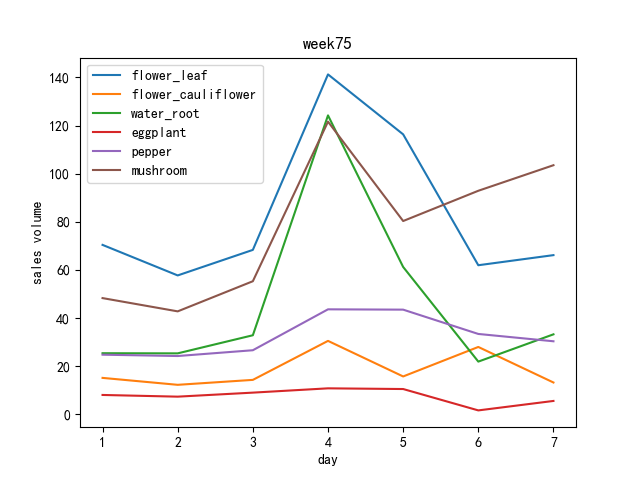 week75
flower_leaf
flower_cauliflower
water_root
eggplant
pepper
mushroom
sales volume
140
120
100
80
60
40
20
0
1 2 3 4 5 6 7
day